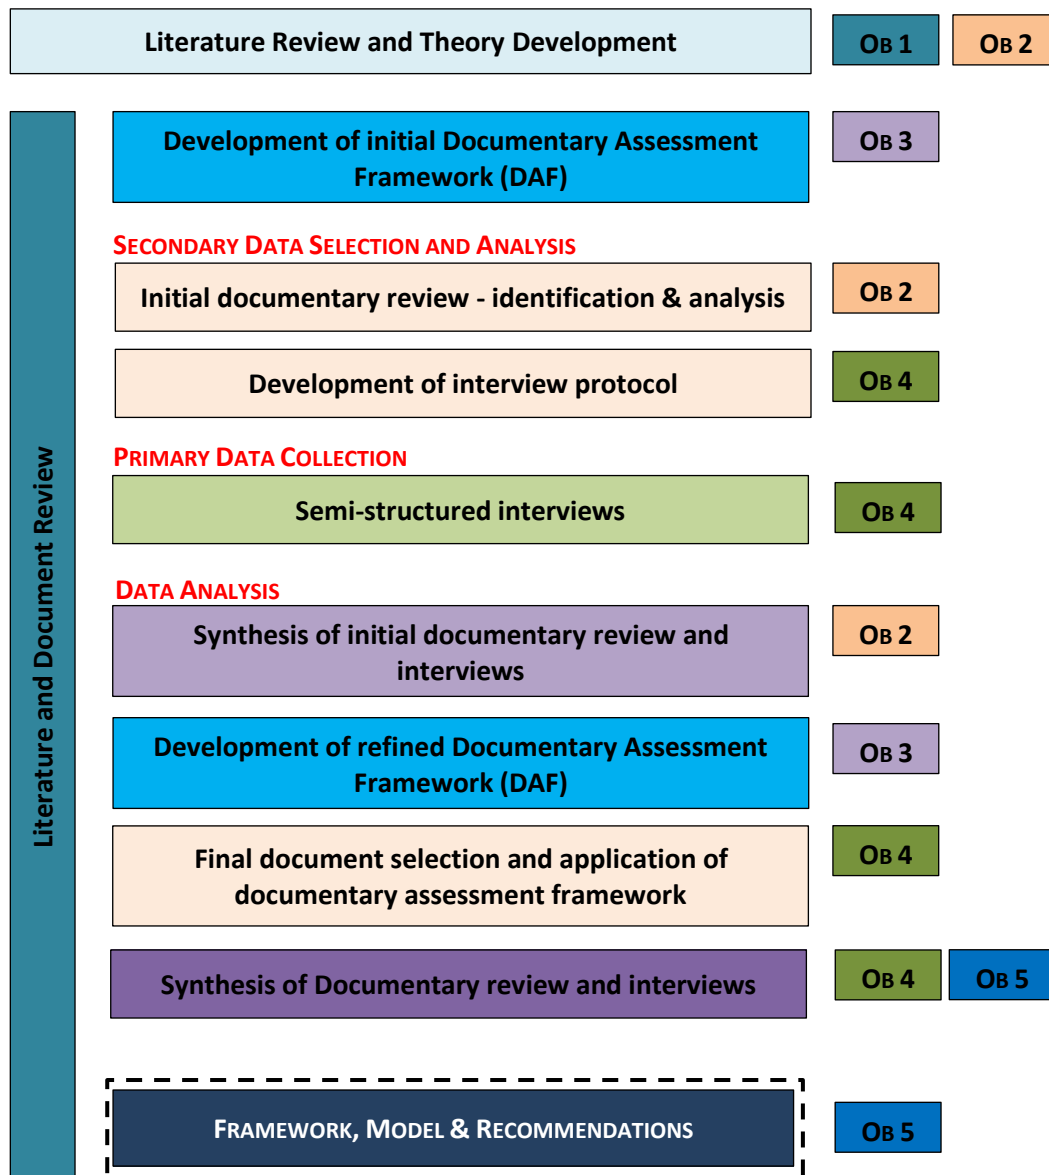 Literature Review and Theory Development
OB 1
OB 2
Development of initial Documentary Assessment
Framework (DAF)
OB 3
SECONDARY DATA SELECTION AND ANALYSIS
Initial documentary review - identification & analysis
OB 2
Development of interview protocol
OB 4
PRIMARY DATA COLLECTION
Semi-structured interviews
OB 4
DATA ANALYSIS
Synthesis of initial documentary review and
interviews
OB 2
Development of refined Documentary Assessment
Framework (DAF)
OB 3
Final document selection and application of
documentary assessment framework
OB 4
Synthesis of Documentary review and interviews
OB 4
OB 5
FRAMEWORK, MODEL & RECOMMENDATIONS
OB 5
Literature and Document Review